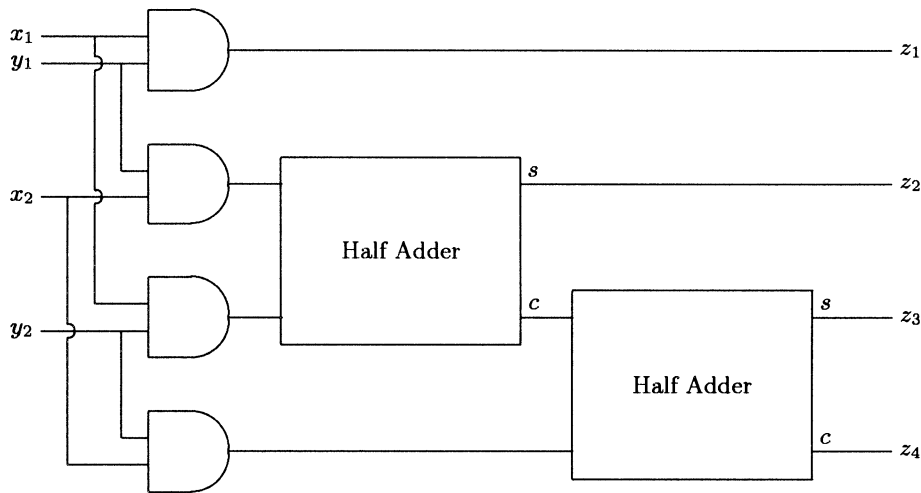 x₁
y₁
z₁
x₂
s
z₂
Half Adder
c
s
y₂
z₃
Half Adder
c
z₄